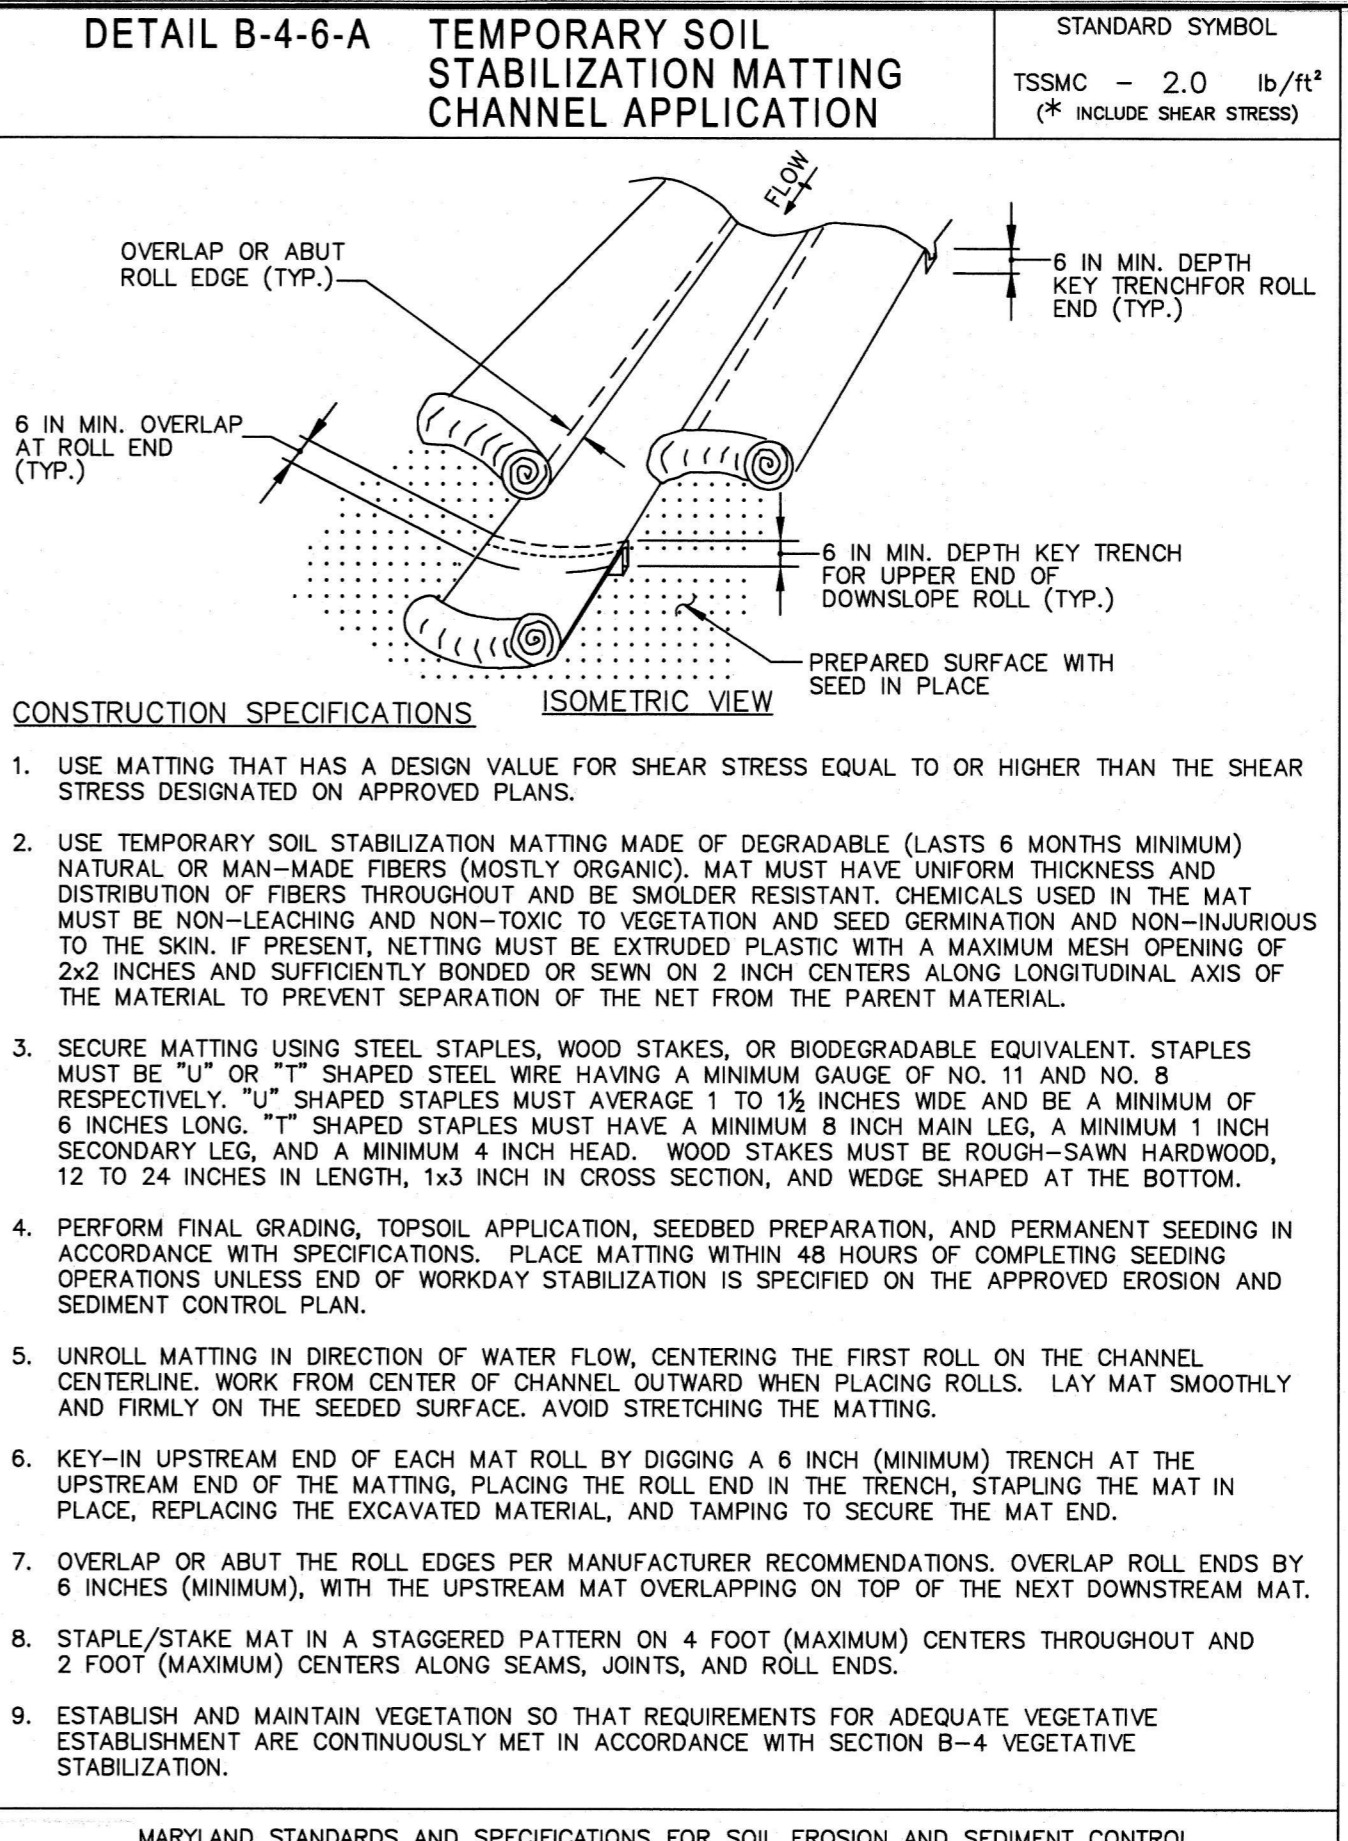 DETAIL B-4-6-A TEMPORARY SOIL
STABILIZATION MATTING
CHANNEL APPLICATION
STANDARD SYMBOL
TSSMC - 2.0 lb/ft²
(* INCLUDE SHEAR STRESS)
FLOW
OVERLAP OR ABUT
ROLL EDGE (TYP.)
6 IN MIN. DEPTH
KEY TRENCHFOR ROLL
END (TYP.)
6 IN MIN. OVERLAP
AT ROLL END
(TYP.)
6 IN MIN. DEPTH KEY TRENCH
FOR UPPER END OF
DOWNSLOPE ROLL (TYP.)
PREPARED SURFACE WITH
SEED IN PLACE
ISOMETRIC VIEW
CONSTRUCTION SPECIFICATIONS
1. USE MATTING THAT HAS A DESIGN VALUE FOR SHEAR STRESS EQUAL TO OR HIGHER THAN THE SHEAR
STRESS DESIGNATED ON APPROVED PLANS.
2. USE TEMPORARY SOIL STABILIZATION MATTING MADE OF DEGRADABLE (LASTS 6 MONTHS MINIMUM)
NATURAL OR MAN-MADE FIBERS (MOSTLY ORGANIC). MAT MUST HAVE UNIFORM THICKNESS AND
DISTRIBUTION OF FIBERS THROUGHOUT AND BE SMOLDER RESISTANT. CHEMICALS USED IN THE MAT
MUST BE NON-LEACHING AND NON-TOXIC TO VEGETATION AND SEED GERMINATION AND NON-INJURIOUS
TO THE SKIN. IF PRESENT, NETTING MUST BE EXTRUDED PLASTIC WITH A MAXIMUM MESH OPENING OF
2x2 INCHES AND SUFFICIENTLY BONDED OR SEWN ON 2 INCH CENTERS ALONG LONGITUDINAL AXIS OF
THE MATERIAL TO PREVENT SEPARATION OF THE NET FROM THE PARENT MATERIAL.
3. SECURE MATTING USING STEEL STAPLES, WOOD STAKES, OR BIODEGRADABLE EQUIVALENT. STAPLES
MUST BE "U" OR "T" SHAPED STEEL WIRE HAVING A MINIMUM GAUGE OF NO. 11 AND NO. 8
RESPECTIVELY. "U" SHAPED STAPLES MUST AVERAGE 1 TO 1½ INCHES WIDE AND BE A MINIMUM OF
6 INCHES LONG. "T" SHAPED STAPLES MUST HAVE A MINIMUM 8 INCH MAIN LEG, A MINIMUM 1 INCH
SECONDARY LEG, AND A MINIMUM 4 INCH HEAD. WOOD STAKES MUST BE ROUGH-SAWN HARDWOOD,
12 TO 24 INCHES IN LENGTH, 1x3 INCH IN CROSS SECTION, AND WEDGE SHAPED AT THE BOTTOM.
4. PERFORM FINAL GRADING, TOPSOIL APPLICATION, SEEDBED PREPARATION, AND PERMANENT SEEDING IN
ACCORDANCE WITH SPECIFICATIONS. PLACE MATTING WITHIN 48 HOURS OF COMPLETING SEEDING
OPERATIONS UNLESS END OF WORKDAY STABILIZATION IS SPECIFIED ON THE APPROVED EROSION AND
SEDIMENT CONTROL PLAN.
5. UNROLL MATTING IN DIRECTION OF WATER FLOW, CENTERING THE FIRST ROLL ON THE CHANNEL
CENTERLINE. WORK FROM CENTER OF CHANNEL OUTWARD WHEN PLACING ROLLS. LAY MAT SMOOTHLY
AND FIRMLY ON THE SEEDED SURFACE. AVOID STRETCHING THE MATTING.
6. KEY-IN UPSTREAM END OF EACH MAT ROLL BY DIGGING A 6 INCH (MINIMUM) TRENCH AT THE
UPSTREAM END OF THE MATTING, PLACING THE ROLL END IN THE TRENCH, STAPLING THE MAT IN
PLACE, REPLACING THE EXCAVATED MATERIAL, AND TAMPING TO SECURE THE MAT END.
7. OVERLAP OR ABUT THE ROLL EDGES PER MANUFACTURER RECOMMENDATIONS. OVERLAP ROLL ENDS BY
6 INCHES (MINIMUM), WITH THE UPSTREAM MAT OVERLAPPING ON TOP OF THE NEXT DOWNSTREAM MAT.
8. STAPLE/STAKE MAT IN A STAGGERED PATTERN ON 4 FOOT (MAXIMUM) CENTERS THROUGHOUT AND
2 FOOT (MAXIMUM) CENTERS ALONG SEAMS, JOINTS, AND ROLL ENDS.
9. ESTABLISH AND MAINTAIN VEGETATION SO THAT REQUIREMENTS FOR ADEQUATE VEGETATIVE
ESTABLISHMENT ARE CONTINUOUSLY MET IN ACCORDANCE WITH SECTION B-4 VEGETATIVE
STABILIZATION.
MARYLAND STANDARDS AND SPECIFICATIONS FOR SOIL EROSION AND SEDIMENT CONTROL